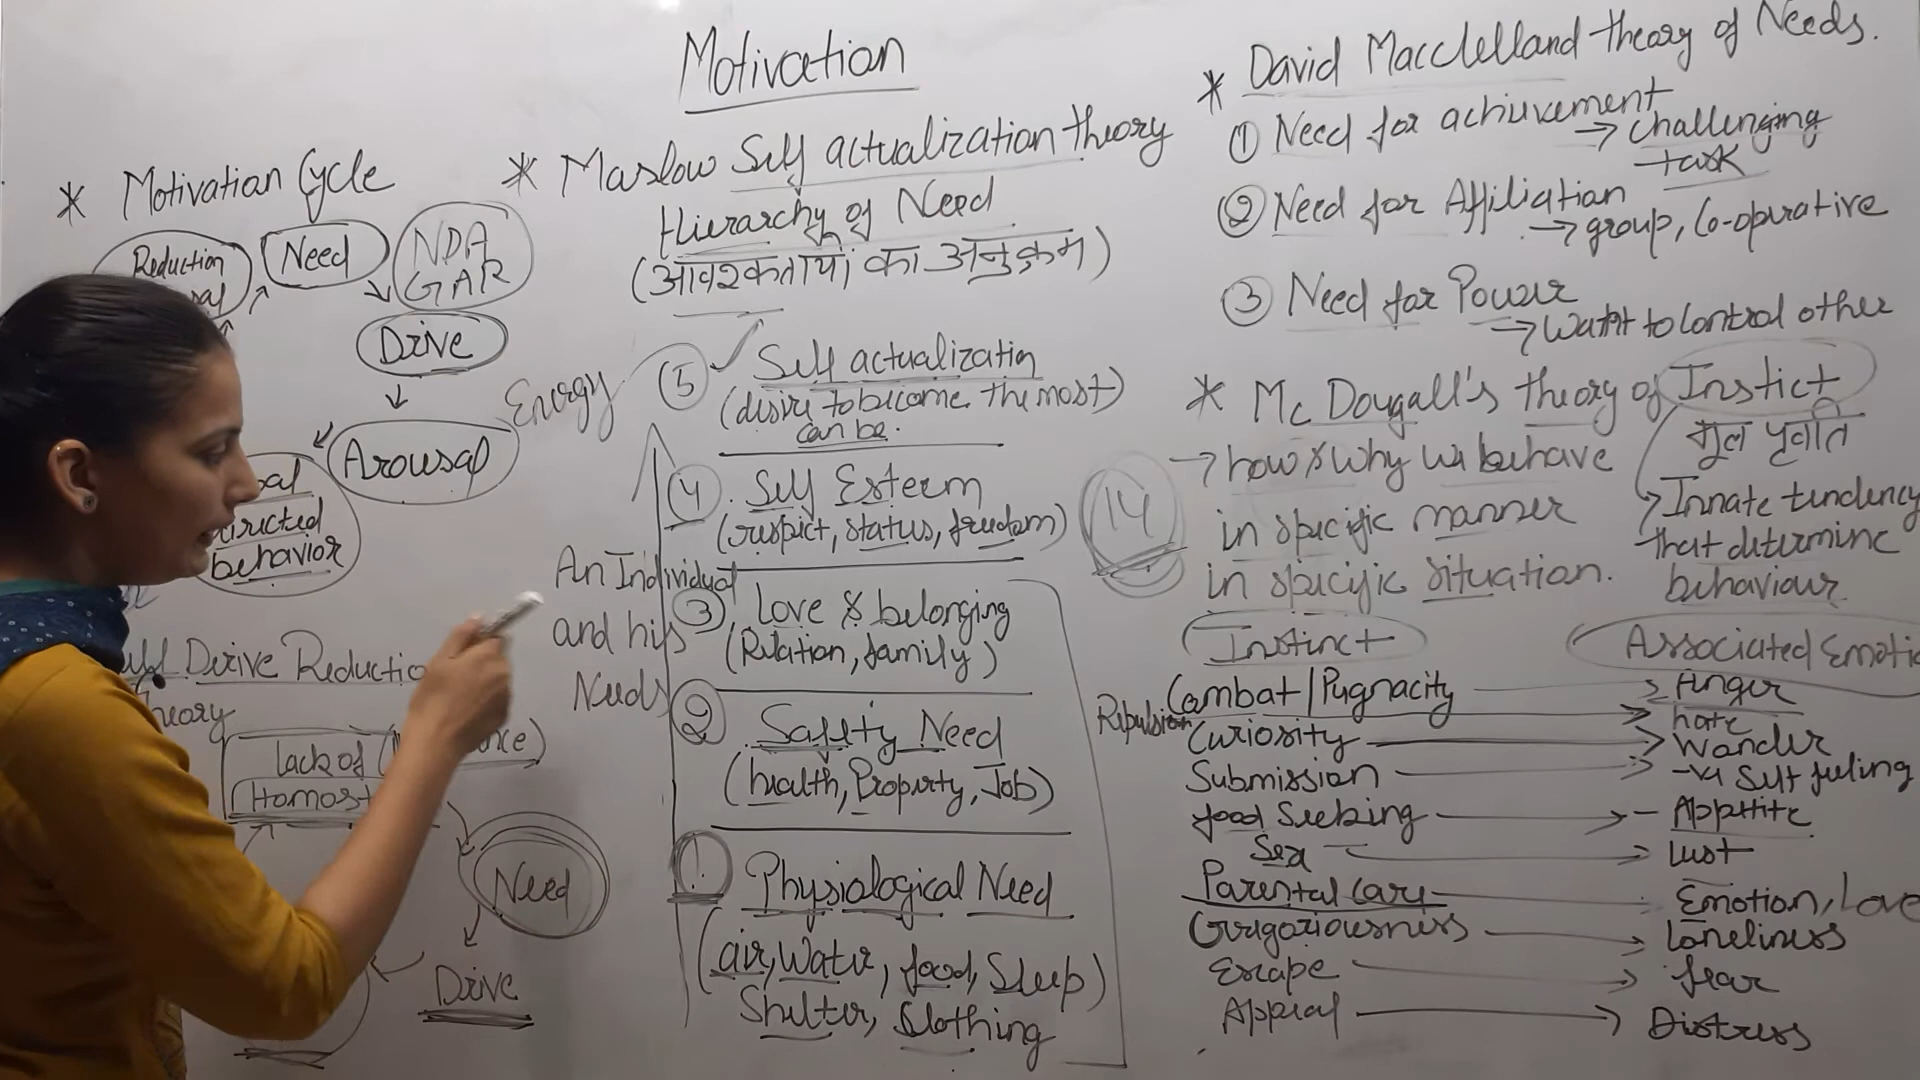 Motivation
* Motivation Cycle
Reduction
Need
NDA
GAR
Drive
Arousal
Energy
directed
behavior
Drive Reduction
Theory
lack of
Need
Drive
* Maslow Self actualization theory
Hierarchy of Need
(आवश्कतायां का अनुक्रम)
5 Self actualization
(desire to become the most)
can be.
4. Self Esteem
(respect, status, freedom)
An Individual
and his
Needs
3, Love & belonging
(Relation, family)
2 Safety Need
(health, Property, Job)
1. Physiological Need
(air, Water, food, Sleep)
Shelter, Clothing
* David Macclelland theory of Needs.
1 Need for achievement
→ Challenging
task
2 Need for Affiliation
→ group, Co-operative
3 Need for Power
→ Want to Control other
* Mc Dougall's theory of Instict
मूल प्रवृति
→ how & Why we behave
in specific manner
in specific situation.
14
→ Innate tendency
that determine
behaviour.
Instinct Associated
Combat/Pugnacity → Anger
Repulsion → hate
Curiosity → Wonder
Submission → -ve Self feeling
food Seeking → - Appetite
Sex → Lust
Parental Care Emotion, Love
Gregariousness → Loneliness
Escape → fear
Appeal → Distress